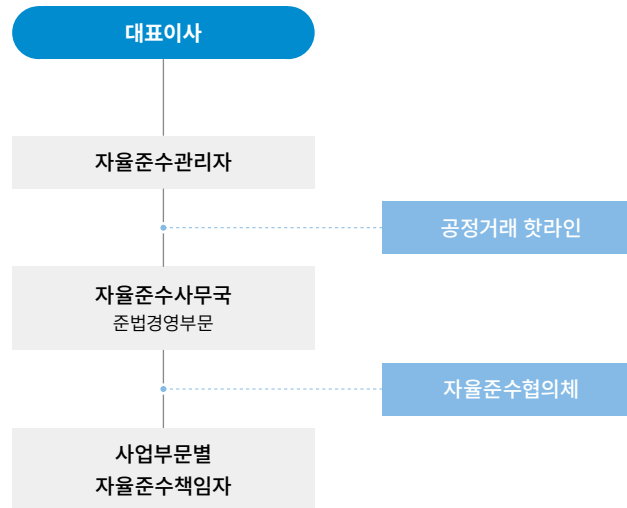 대표이사
자율준수관리자
공정거래 핫라인
자율준수사무국
준법경영부문
자율준수협의체
사업부문별
자율준수책임자